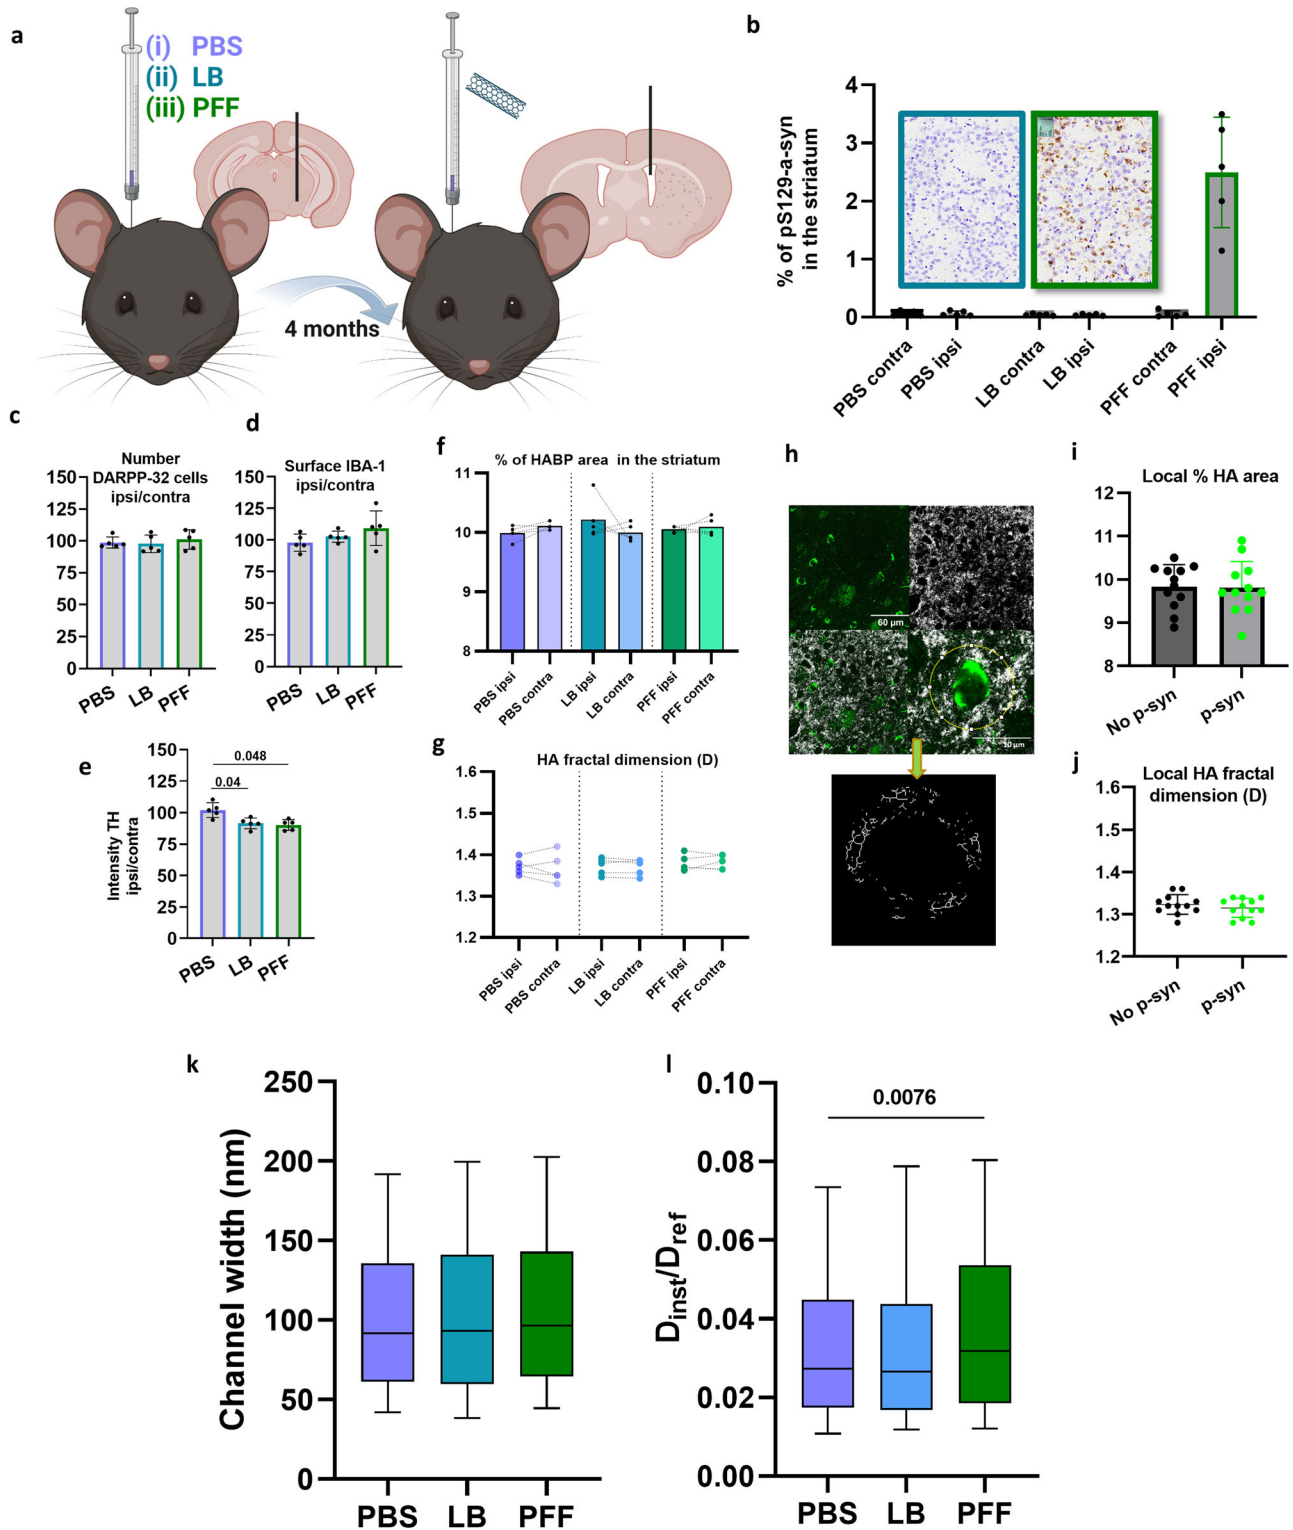 a
(i) PBS
(ii) LB
(iii) PFF
4 months
b
% of pS129-a-syn
in the striatum
4
3
2
1
0
PBS contra
PBS ipsi
LB contra
LB ipsi
PFF contra
PFF ipsi
c
Number
DARPP-32 cells
ipsi/contra
150
125
100
75
50
25
0
PBS
LB
PFF
d
Surface IBA-1
ipsi/contra
150
125
100
75
50
25
0
PBS
LB
PFF
e
Intensity TH
ipsi/contra
150
125
100
75
50
25
0
0.048
0.04
PBS
LB
PFF
f
% of HABP area in the striatum
11
10
9
8
PBS ipsi
PBS contra
LB ipsi
LB contra
PFF ipsi
PFF contra
g
HA fractal dimension (D)
1.6
1.5
1.4
1.3
1.2
PBS ipsi
PBS contra
LB ipsi
LB contra
PFF ipsi
PFF contra
h
60 µm
10 µm
i
Local % HA area
12
11
10
9
8
No p-syn
p-syn
j
Local HA fractal
dimension (D)
1.6
1.5
1.4
1.3
1.2
No p-syn
p-syn
k
Channel width (nm)
250
200
150
100
50
0
PBS
LB
PFF
l
Dinst/Dref
0.10
0.08
0.06
0.04
0.02
0.00
0.0076
PBS
LB
PFF